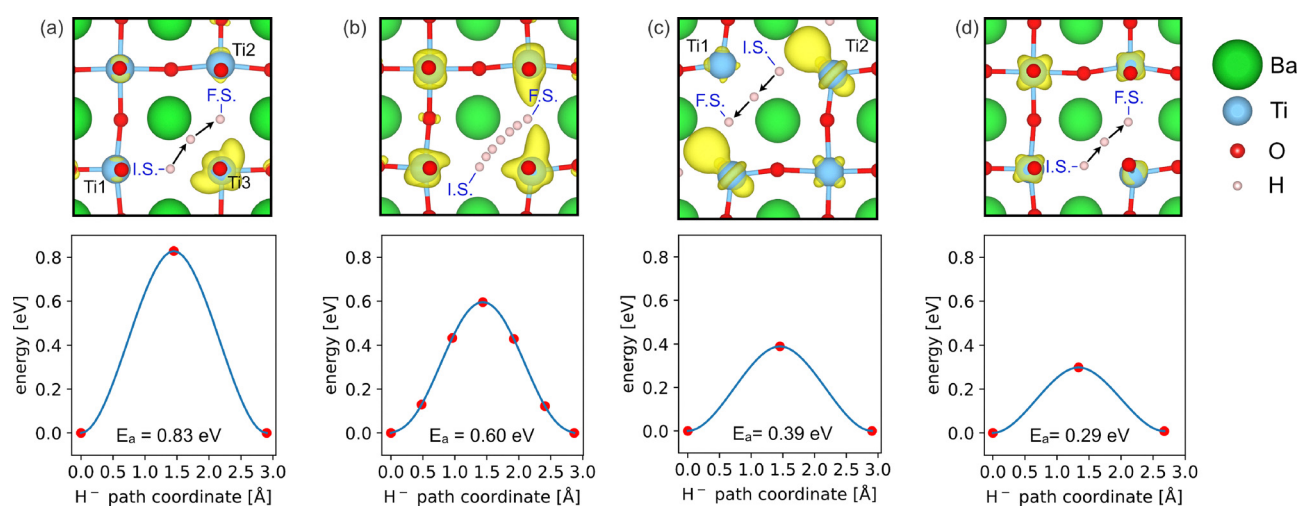 (a)
Ti2
F.S.
I.S.
Ti1
Ti3
(b)
F.S.
I.S.
(c)
Ti1
I.S.
Ti2
F.S.
(d)
F.S.
I.S.
Ba
Ti
O
H
energy [eV]
0.8
0.6
0.4
0.2
0.0
Eₐ = 0.83 eV
0.0 0.5 1.0 1.5 2.0 2.5 3.0
H⁻ path coordinate [Å]
energy [eV]
0.8
0.6
0.4
0.2
0.0
Eₐ = 0.60 eV
0.0 0.5 1.0 1.5 2.0 2.5 3.0
H⁻ path coordinate [Å]
energy [eV]
0.8
0.6
0.4
0.2
0.0
Eₐ= 0.39 eV
0.0 0.5 1.0 1.5 2.0 2.5 3.0
H⁻ path coordinate [Å]
energy [eV]
0.8
0.6
0.4
0.2
0.0
Eₐ= 0.29 eV
0.0 0.5 1.0 1.5 2.0 2.5 3.0
H⁻ path coordinate [Å]